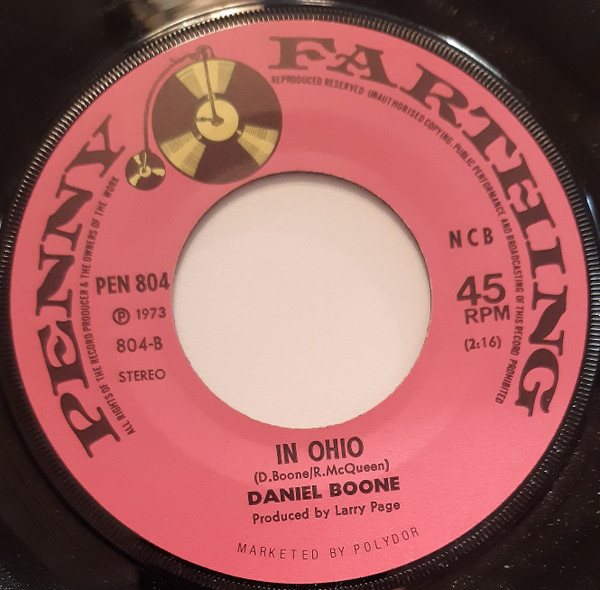 PENNY FARTHING
ALL RIGHTS OF THE RECORD PRODUCER & THE OWNERS OF THE WORK
REPRODUCED RESERVED · UNAUTHORISED COPYING, PUBLIC PERFORMANCE AND BROADCASTING OF THIS RECORD PROHIBITED
NCB
PEN 804
℗ 1973
804-B
STEREO
45
RPM
(2:16)
IN OHIO
(D.Boone/R.McQueen)
DANIEL BOONE
Produced by Larry Page
MARKETED BY POLYDOR